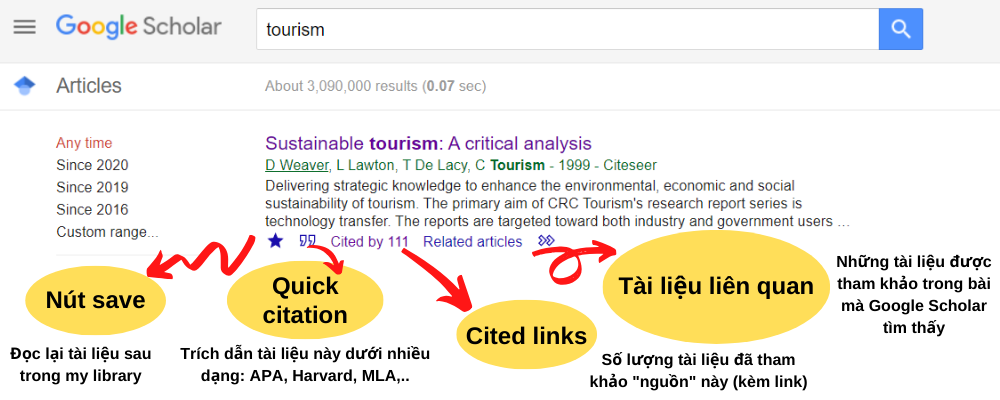 Google Scholar
tourism
Articles
About 3,090,000 results (0.07 sec)
Any time
Since 2020
Since 2019
Since 2016
Custom range...
Sustainable tourism: A critical analysis
D Weaver, L Lawton, T De Lacy, C Tourism - 1999 - Citeseer
Delivering strategic knowledge to enhance the environmental, economic and social
sustainability of tourism. The primary aim of CRC Tourism's research report series is
technology transfer. The reports are targeted toward both industry and government users …
Cited by 111 Related articles
Nút save
Đọc lại tài liệu sau
trong my library
Quick
citation
Trích dẫn tài liệu này dưới nhiều
dạng: APA, Harvard, MLA,..
Cited links
Số lượng tài liệu đã tham
khảo "nguồn" này (kèm link)
Tài liệu liên quan
Những tài liệu được
tham khảo trong bài
mà Google Scholar
tìm thấy